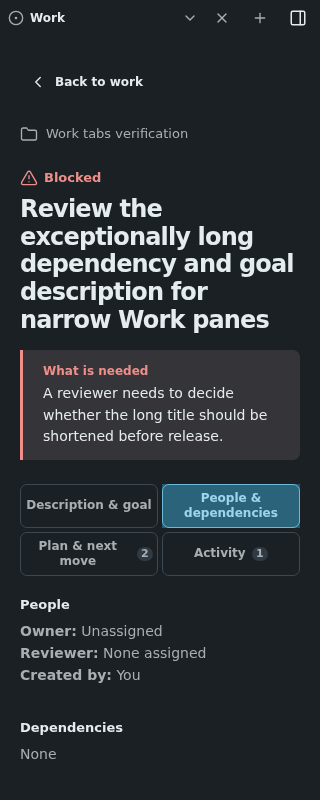 Work
Back to work
Work tabs verification
Blocked
Review the
exceptionally long
dependency and goal
description for
narrow Work panes
What is needed
A reviewer needs to decide
whether the long title should be
shortened before release.
Description & goal
People &
dependencies
Plan & next
move
2
Activity 1
People
Owner: Unassigned
Reviewer: None assigned
Created by: You
Dependencies
None